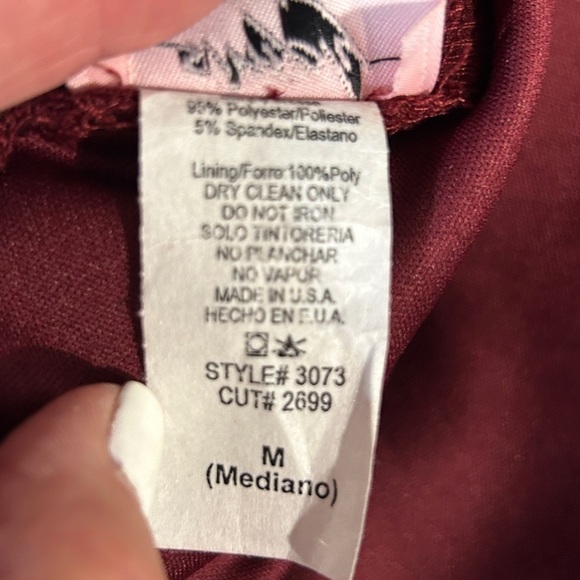 95% Polyester/Poliester
5% Spandex/Elastano
Lining/Forro 100%Poly
DRY CLEAN ONLY
DO NOT IRON
SOLO TINTORERIA
NO PLANCHAR
NO VAPUR
MADE IN U.S.A.
HECHO EN E.U.A.
STYLE# 3073
CUT# 2699
M
(Mediano)